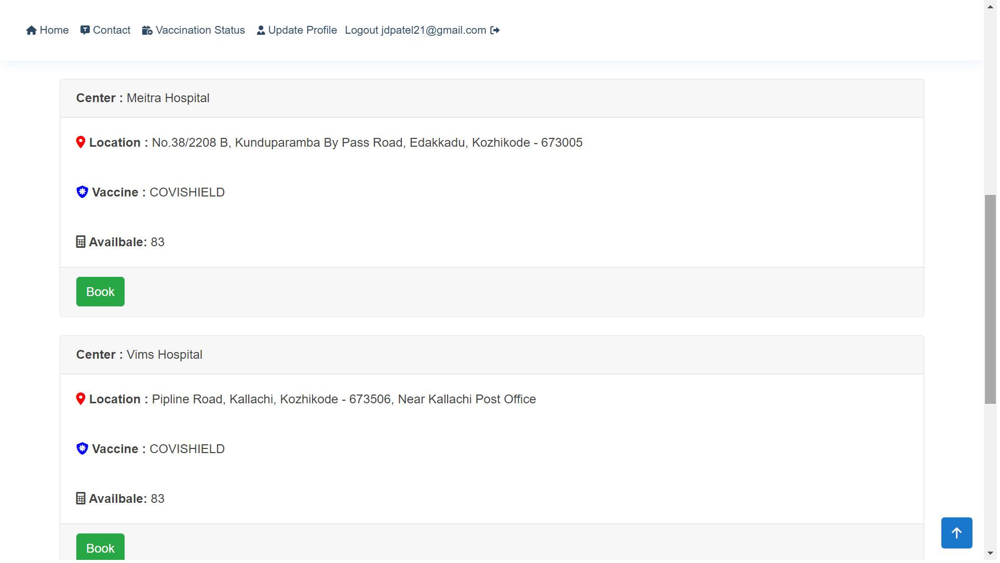 Home Contact Vaccination Status Update Profile Logout jdpatel21@gmail.com
Center : Meitra Hospital
Location : No.38/2208 B, Kunduparamba By Pass Road, Edakkadu, Kozhikode - 673005
Vaccine : COVISHIELD
Availbale: 83
Book
Center : Vims Hospital
Location : Pipline Road, Kallachi, Kozhikode - 673506, Near Kallachi Post Office
Vaccine : COVISHIELD
Availbale: 83
Book